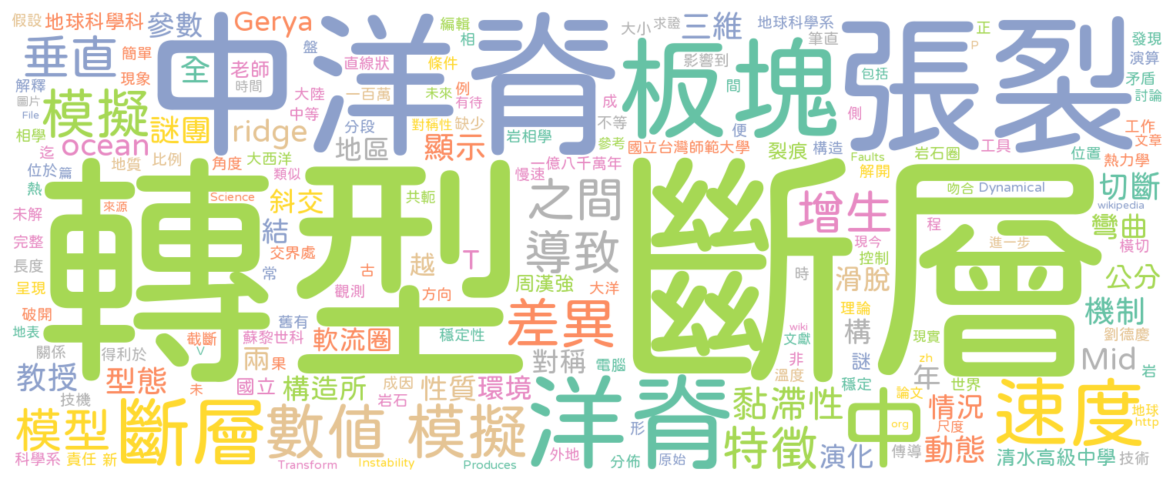 轉型斷層
中洋脊
張裂
板塊
洋脊
斷層
速度
數值 模擬
中
模擬
垂直
差異
增生
導致
之間
模型
特徵
黏滯性
教授
型態
構造所
性質
環境
對稱
軟流圈
兩
結
斜交
地區
顯示
ridge
ocean
謎團
Gerya
參數
地球科學科
全
老師
三維
地球科學系
切斷
彎曲
公分
機制
滑脫
構
年
Mid
情況
動態
演化
清水高級中學
國立
國立台灣師範大學
周漢強
越
T
假設
簡單
解釋
現象
圖片
File
相學
迄
地質
比例
位於
篇
熱
未解
來源
完整
長度
呈現
破開
地表
關係
得利於
技機
科學系
責任
新
截斷
V
未
果
舊有
蘇黎世科
觀測
方向
古
常
交界處
Science
類似
大西洋
角度
共軛
直線狀
盤
時間
一百萬
中等
大陸
分段
編輯
相
條件
未來
例
有待
對稱性
缺少
岩相學
慢速
一億八千萬年
成
不等
參考
大小
求證
影響到
間
便
裂痕
構造
筆直
包括
側
Faults
岩石圈
解開
正
P
發現
演算
矛盾
討論
工作
文章
工具
位置
熱力學
吻合
Dynamical
wikipedia
程
橫切
現今
控制
進一步
時
理論
wiki
文獻
非
溫度
謎
穩定
現實
zh
世界
劉德慶
岩
論文
org
尺度
地球
http
傳導
技術
電腦
大洋
穩定性
成因
岩石
Transform
Instability
Produces
外地
形
分佈
原始